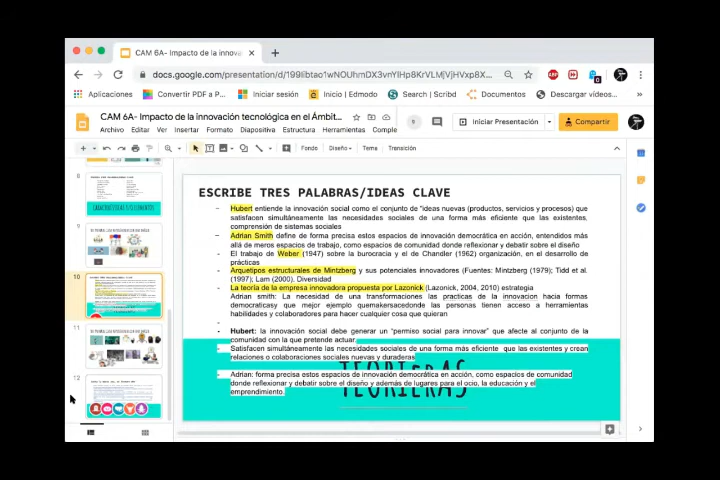 CAM 6A- Impacto de la innova
docs.google.com/presentation/d/199Iibtao1wNOUhmDX3vnYlHp8KrVLMjVjHVxp8X...
Aplicaciones
Convertir PDF a P...
Iniciar sesión
Inicio | Edmodo
Search | Scribd
Documentos
Descargar vídeos...
CAM 6A- Impacto de la innovación tecnológica en el Ámbit...
Archivo Editar Ver Insertar Formato Diapositiva Organizar Herramientas Comple
Iniciar Presentación
Compartir
Fondo Diseño Tema Transición
8
9
10
11
12
ESCRIBE TRES PALABRAS/IDEAS CLAVE
- Hubert entiende la innovación social como el conjunto de "ideas nuevas (productos, servicios y procesos) que
satisfacen simultáneamente las necesidades sociales de una forma más eficiente que las existentes,
comprensión de sistemas sociales
- Adrian Smith define de forma precisa estos espacios de innovación democrática en acción, entendidos más
allá de meros espacios de trabajo, como espacios de comunidad donde reflexionar y debatir sobre el diseño
- El trabajo de Weber (1947) sobre la burocracia y el de Chandler (1962) organización, en el desarrollo de
prácticas
- Arquetipos estructurales de Mintzberg y sus potenciales innovadores (Fuentes: Mintzberg (1979); Tidd et al.
(1997); Lam (2000). Diversidad
- La teoría de la empresa innovadora propuesta por Lazonick (Lazonick, 2004, 2010) estrategia
Adrian smith: La necesidad de una transformaciones las practicas de la innovacion hacia formas
democraticasy que mejor ejemplo quemakersacedonde las personas tienen acceso a herramientas
habilidades y colaboradores para hacer cualquier cosa que quieran
-
- Hubert: la innovación social debe generar un "permiso social para innovar" que afecte al conjunto de la
comunidad con la que pretende actuar.
- Satisfacen simultáneamente las necesidades sociales de una forma más eficiente que las existentes y crean
relaciones o colaboraciones sociales nuevas y duraderas
- Adrian: forma precisa estos espacios de innovación democrática en acción, como espacios de comunidad
donde reflexionar y debatir sobre el diseño y además de lugares para el ocio, la educación y el
emprendimiento.